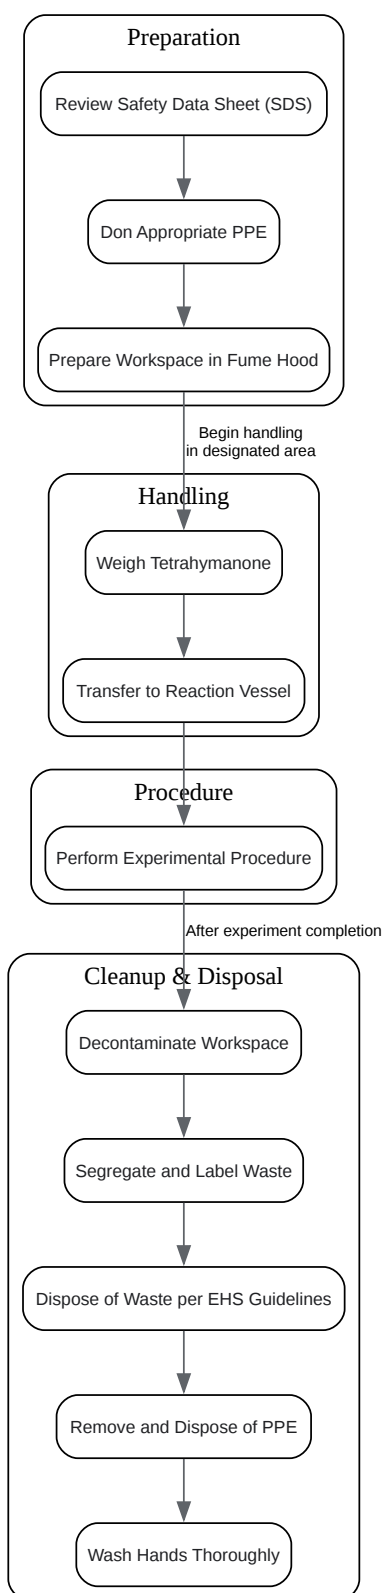 Preparation
Review Safety Data Sheet (SDS)
Don Appropriate PPE
Prepare Workspace in Fume Hood
Begin handling
in designated area
Handling
Weigh Tetrahymanone
Transfer to Reaction Vessel
Procedure
Perform Experimental Procedure
After experiment completion
Cleanup & Disposal
Decontaminate Workspace
Segregate and Label Waste
Dispose of Waste per EHS Guidelines
Remove and Dispose of PPE
Wash Hands Thoroughly